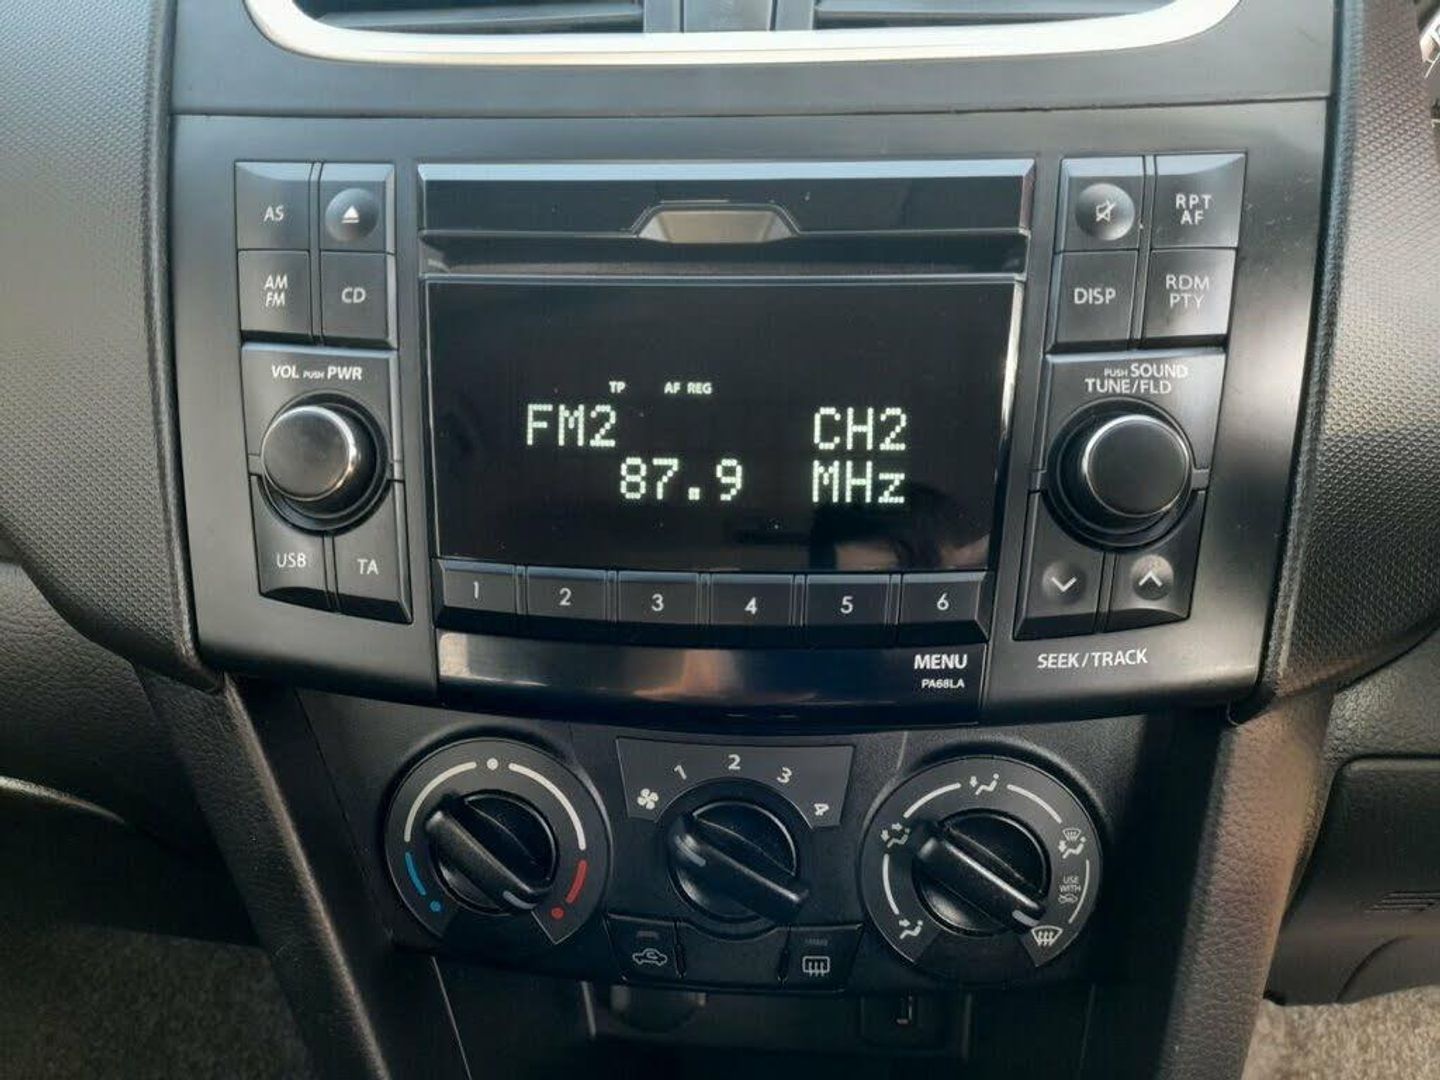 AS
RPT
AF
AM
FM
CD
DISP
RDM
PTY
VOL PUSH PWR
PUSH SOUND
TUNE/FLD
TP AF REG
FM2 CH2
87.9 MHz
USB
TA
1 2 3 4 5 6
MENU
PA68LA
SEEK/TRACK
1 2 3 4
USE
WITH